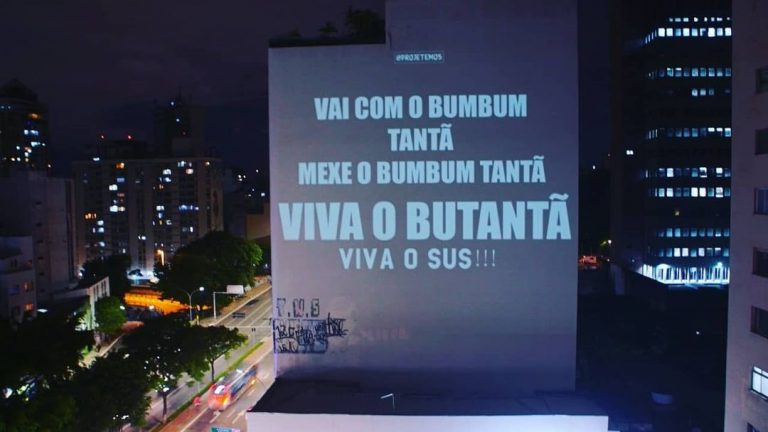 @PROJETEMOS
VAI COM O BUMBUM
TANTÃ
MEXE O BUMBUM TANTÃ
VIVA O BUTANTÃ
VIVA O SUS!!!